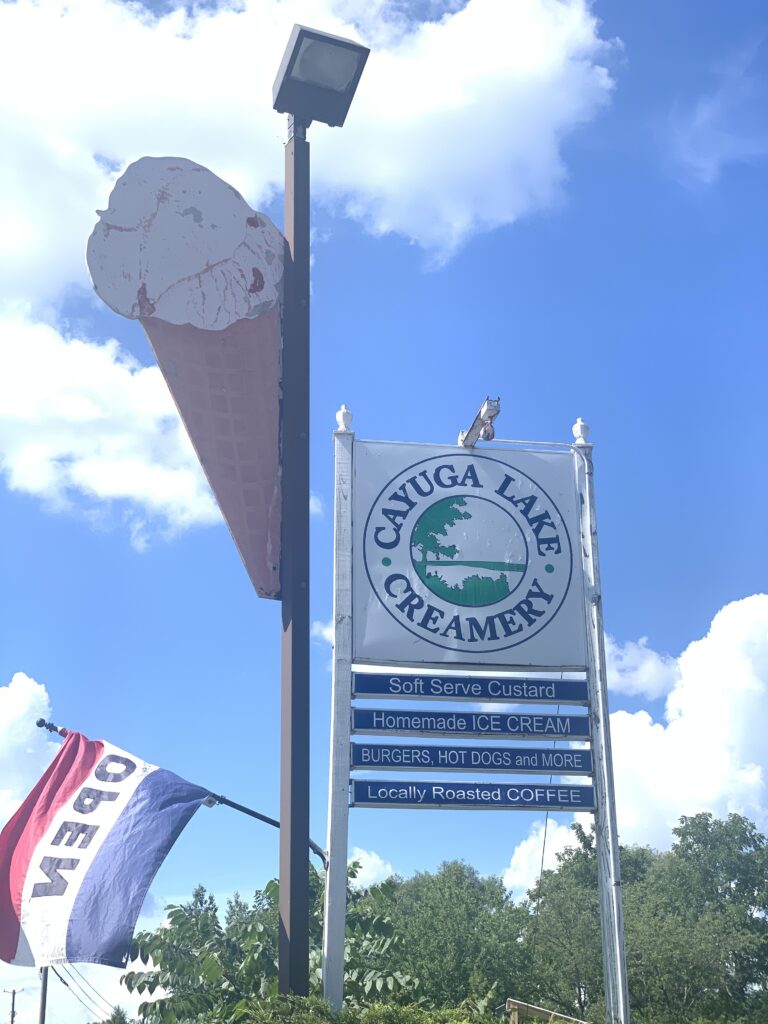 CAYUGA LAKE
CREAMERY
Soft Serve Custard
Homemade ICE CREAM
BURGERS, HOT DOGS and MORE
Locally Roasted COFFEE
OPEN